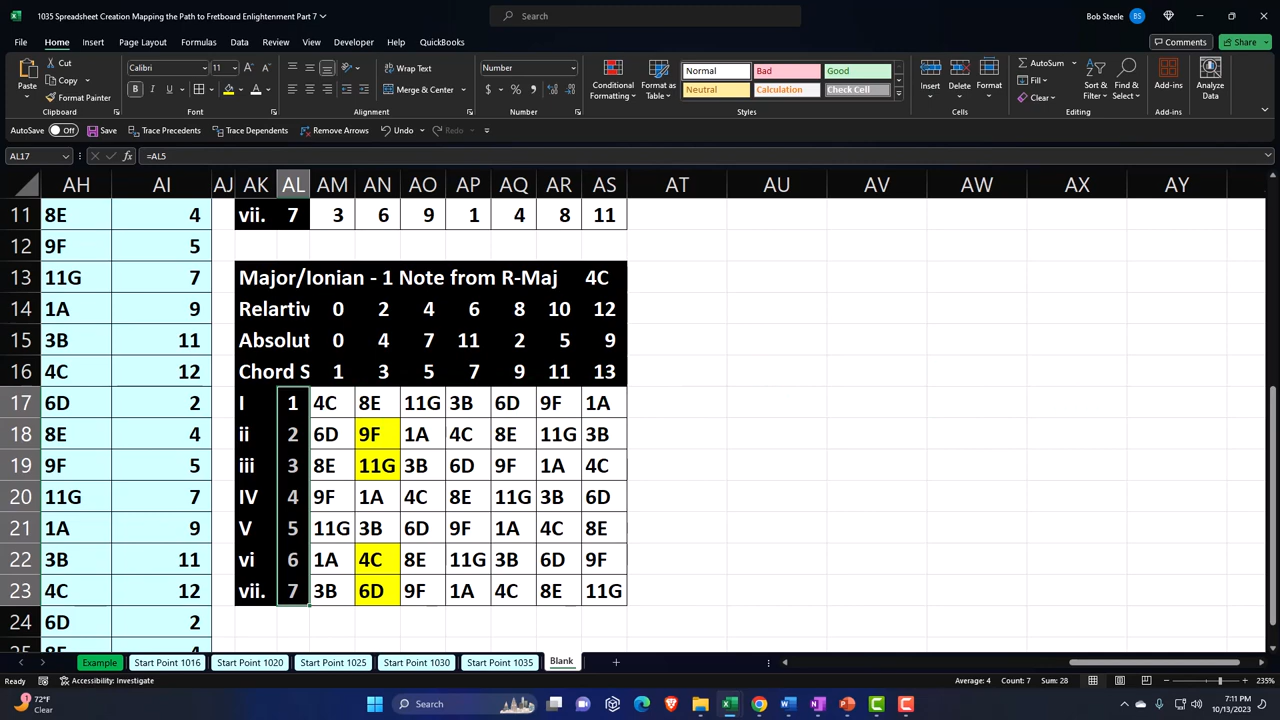 1035 Spreadsheet Creation Mapping the Path to Fretboard Enlightenment Part 7
Search
Bob Steele BS
File Home Insert Page Layout Formulas Data Review View Developer Automate Help QuickBooks
Comments Share
Paste
Cut
Copy
Format Painter
Calibri 11
Wrap Text
Merge & Center
Number
Conditional Formatting
Format as Table
Normal Bad Good
Neutral Calculation Check Cell
Insert Delete Format
AutoSum
Fill
Clear
Sort & Filter
Find & Select
Add-ins
Analyze Data
Clipboard Font Alignment Number Styles Cells Editing Add-ins
AutoSave Off Save Trace Precedents Trace Dependents Remove Arrows Undo Redo
AL17 fx =AL5
AH AI AJ AK AL AM AN AO AP AQ AR AS AT AU AV AW AX AY
11 8E 4 vii. 7 3 6 9 1 4 8 11
12 9F 5
13 11G 7 Major/Ionian - 1 Note from R-Maj 4C
14 1A 9 Relartiv 0 2 4 6 8 10 12
15 3B 11 Absolut 0 4 7 11 2 5 9
16 4C 12 Chord S 1 3 5 7 9 11 13
17 6D 2 I 1 4C 8E 11G 3B 6D 9F 1A
18 8E 4 ii 2 6D 9F 1A 4C 8E 11G 3B
19 9F 5 iii 3 8E 11G 3B 6D 9F 1A 4C
20 11G 7 IV 4 9F 1A 4C 8E 11G 3B 6D
21 1A 9 V 5 11G 3B 6D 9F 1A 4C 8E
22 3B 11 vi 6 1A 4C 8E 11G 3B 6D 9F
23 4C 12 vii. 7 3B 6D 9F 1A 4C 8E 11G
24 6D 2
Example Start Point 1016 Start Point 1020 Start Point 1025 Start Point 1030 Start Point 1035 Blank
Ready Accessibility: Investigate Average: 4 Count: 7 Sum: 28 235%
72°F
Clear
Search
7:11 PM
10/13/2023